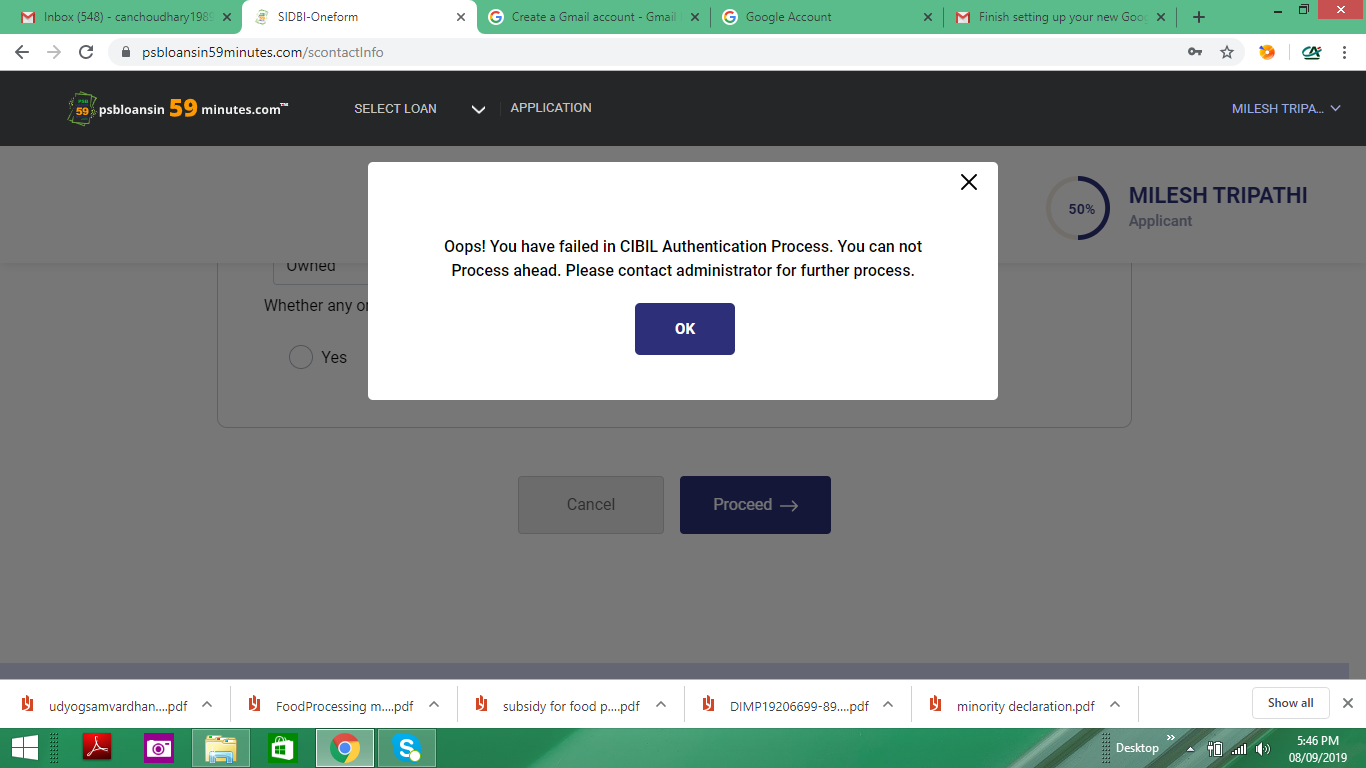 Inbox (548) - canchoudhary1985
SIDBI-Oneform
Create a Gmail account - Gmail
Google Account
Finish setting up your new Goo
psbloansin59minutes.com/scontactInfo
PSB 59
psbloansin 59 minutes.com™
SELECT LOAN
APPLICATION
MILESH TRIPA...
50%
MILESH TRIPATHI
Applicant
Oops! You have failed in CIBIL Authentication Process. You can not
Process ahead. Please contact administrator for further process.
OK
Owned
Whether any
Yes
Cancel
Proceed →
udyogsamvardhan....pdf
FoodProcessing m....pdf
subsidy for food p....pdf
DIMP19206699-89....pdf
minority declaration.pdf
Show all
Desktop
5:46 PM
08/09/2019